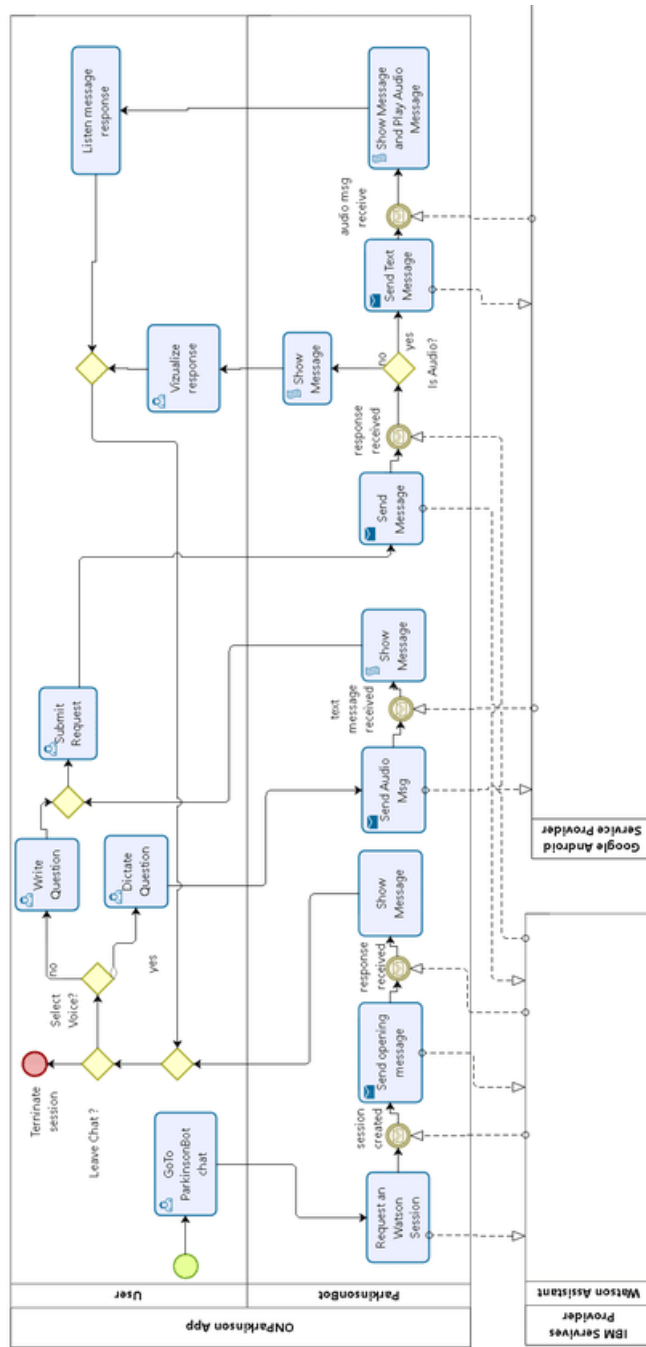 ONParkinson App
User
ParkinsonBot
GoTo
ParkinsonBot
chat
Terninate
session
Leave Chat ?
Select
Voice?
no
yes
Write
Question
Dictate
Question
Submit
Request
Vizualize
response
Listen message
response
Request an
Watson
Session
session
created
Send opening
message
response
received
Show
Message
Send Audio
Msg
text
message
received
Show
Message
Send
Message
response
received
Is Audio?
no
yes
Show
Message
Send Text
Message
audio msg
receive
Show Message
and Play Audio
Message
IBM Servives
Provider
Watson Assistant
Google Android
Service Provider